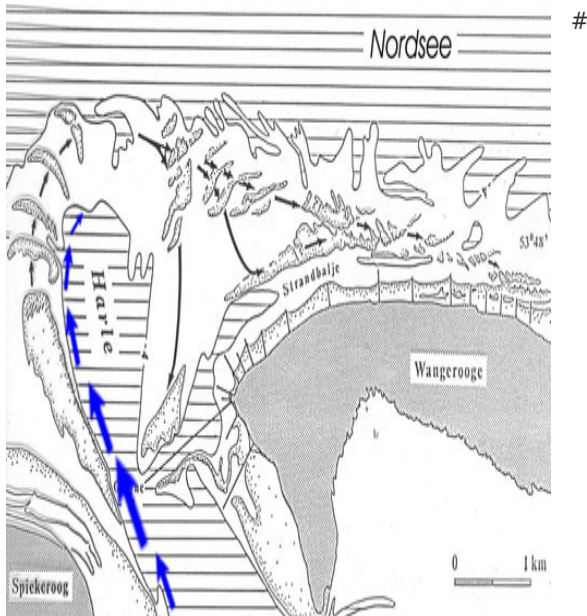 #
Nordsee
53°48'
Harle
Strandbalje
Wangerooge
Spiekeroog
0 1 km